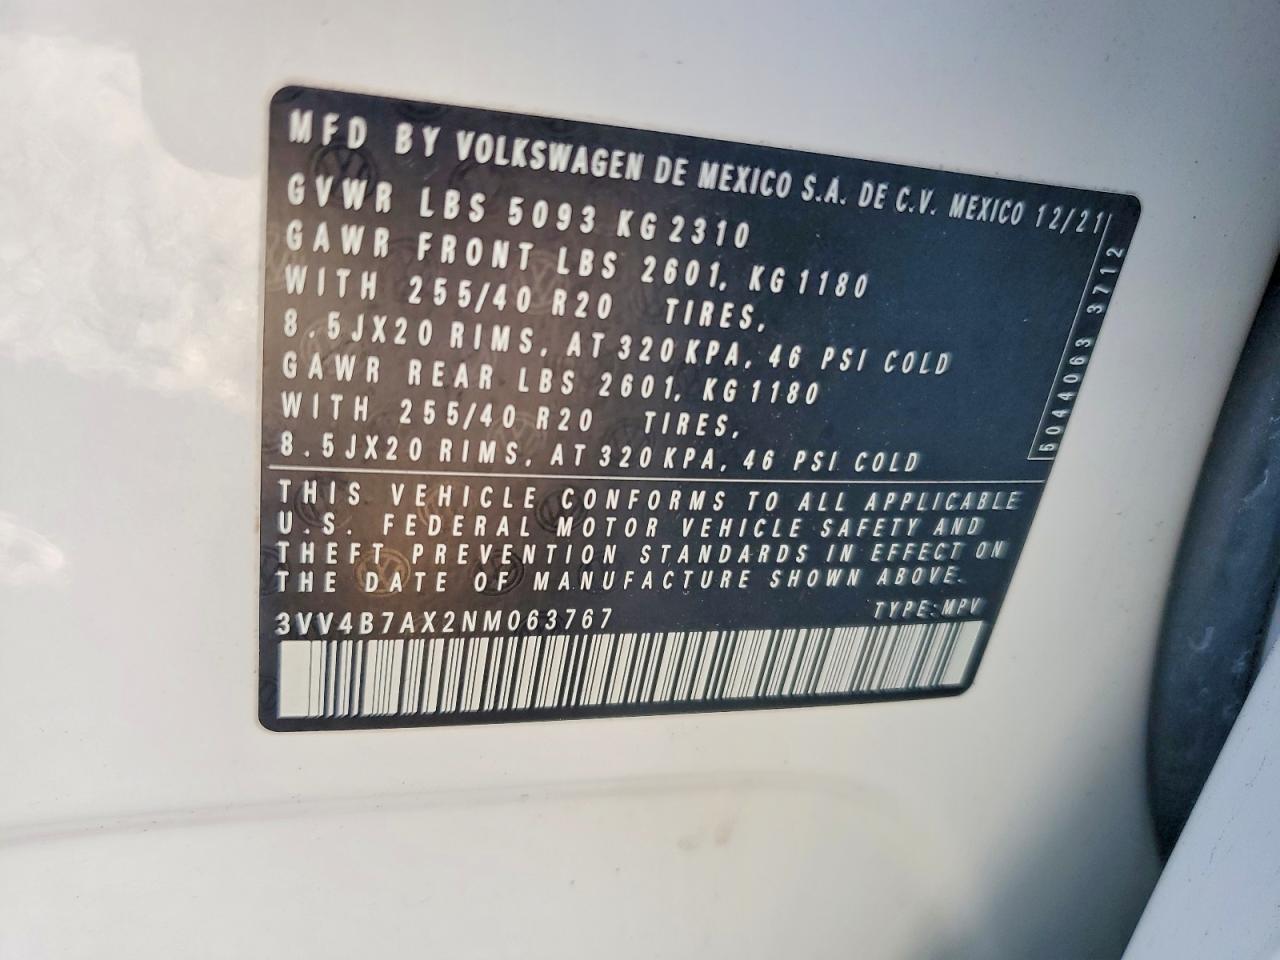 MFD BY VOLKSWAGEN DE MEXICO S.A. DE C.V. MEXICO 12/21
GVWR LBS 5093 KG 2310
GAWR FRONT LBS 2601, KG 1180
WITH 255/40 R20 TIRES,
8.5JX20 RIMS, AT 320 KPA, 46 PSI COLD
GAWR REAR LBS 2601, KG 1180
WITH 255/40 R20 TIRES,
8.5JX20 RIMS, AT 320 KPA, 46 PSI COLD
50444063 3712
THIS VEHICLE CONFORMS TO ALL APPLICABLE
U.S. FEDERAL MOTOR VEHICLE SAFETY AND
THEFT PREVENTION STANDARDS IN EFFECT ON
THE DATE OF MANUFACTURE SHOWN ABOVE.
3VV4B7AX2NM063767 TYPE:MPV